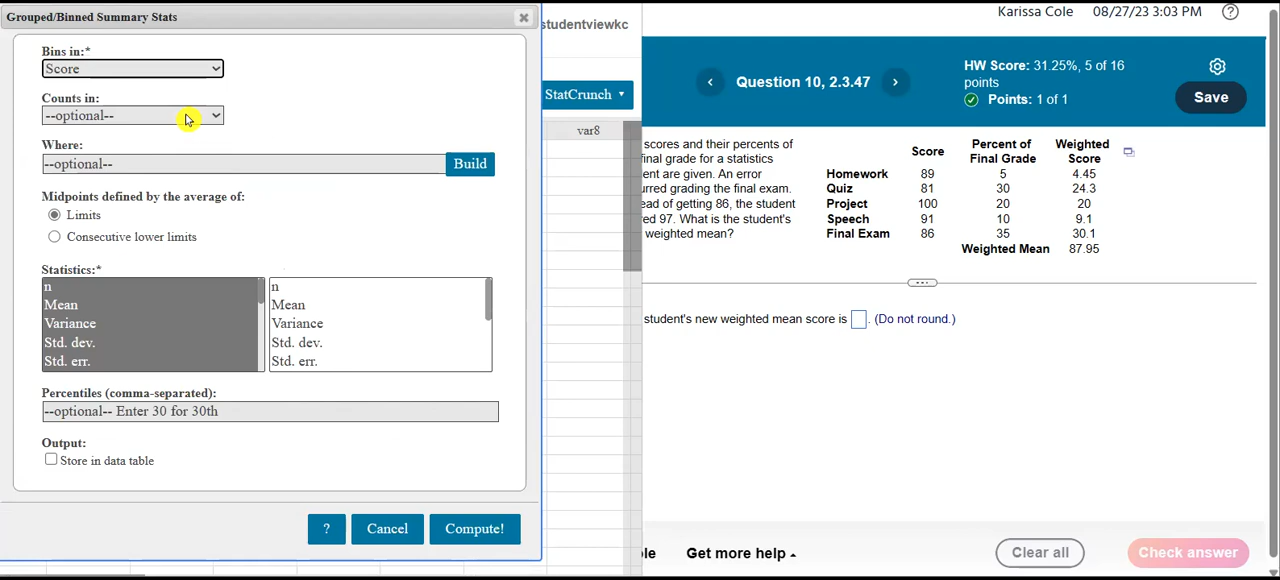 Grouped/Binned Summary Stats
Bins in:*
Score
Counts in:
--optional--
Where:
--optional--
Build
Midpoints defined by the average of:
Limits
Consecutive lower limits
Statistics:*
n
Mean
Variance
Std. dev.
Std. err.
n
Mean
Variance
Std. dev.
Std. err.
Percentiles (comma-separated):
--optional-- Enter 30 for 30th
Output:
Store in data table
?
Cancel
Compute!
studentviewkc
StatCrunch
var8
Karissa Cole 08/27/23 3:03 PM ?
Question 10, 2.3.47
HW Score: 31.25%, 5 of 16
points
Points: 1 of 1
Save
scores and their percents of
final grade for a statistics
ent are given. An error
urred grading the final exam.
ead of getting 86, the student
ed 97. What is the student's
weighted mean?
Score Percent of Final Grade Weighted Score
Homework 89 5 4.45
Quiz 81 30 24.3
Project 100 20 20
Speech 91 10 9.1
Final Exam 86 35 30.1
Weighted Mean 87.95
student's new weighted mean score is . (Do not round.)
le
Get more help
Clear all
Check answer